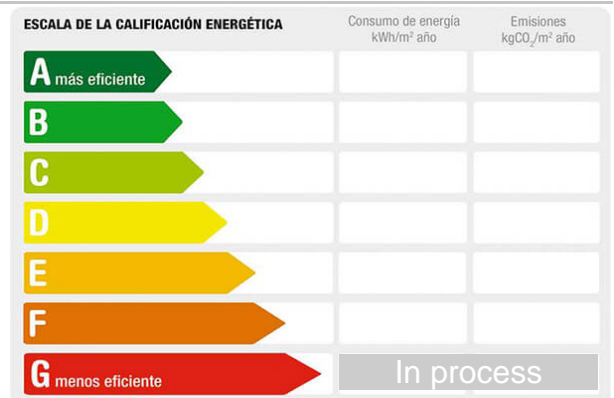 ESCALA DE LA CALIFICACIÓN ENERGÉTICA
Consumo de energía
kWh/m² año
Emisiones
kgCO₂/m² año
A más eficiente
B
C
D
E
F
G menos eficiente
In process